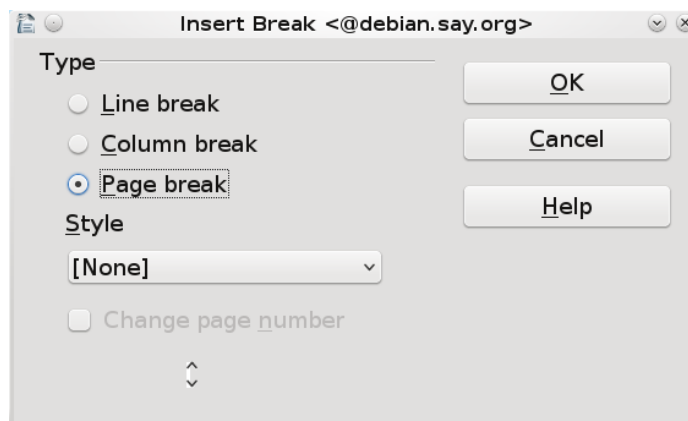 Insert Break <@debian.say.org>
Type
Line break
Column break
Page break
Style
[None]
Change page number
OK
Cancel
Help